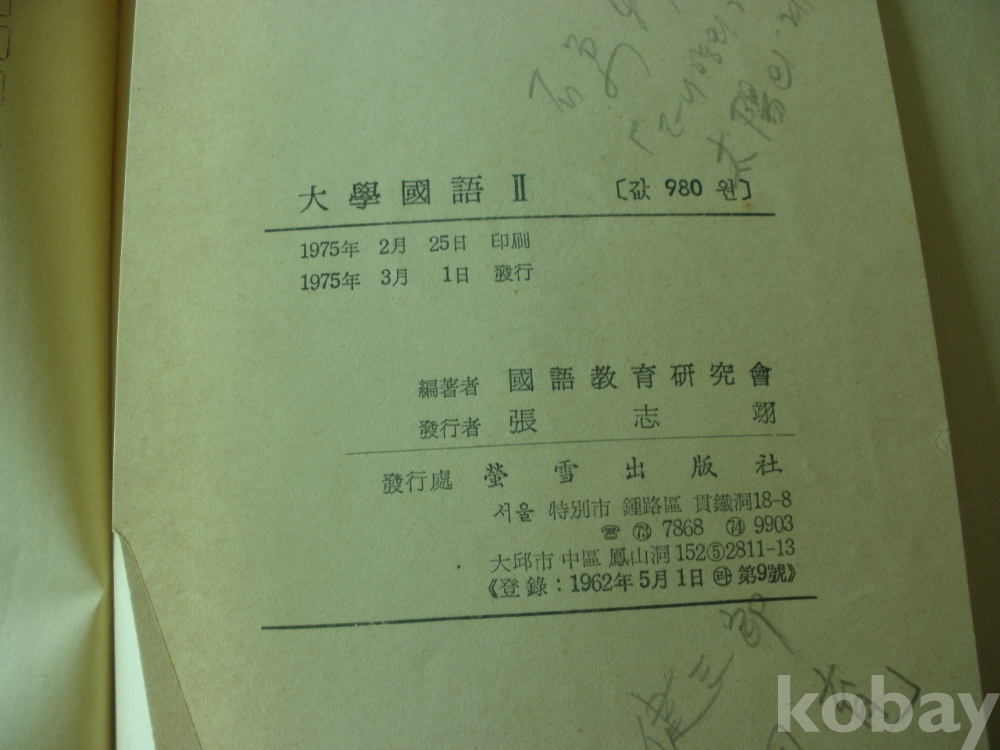 大學國語 Ⅱ 〔값 980 원〕
1975年 2月 25日 印刷
1975年 3月 1日 發行
編著者 國語教育硏究會
發行者 張志翊
發行處 螢雪出版社
서울 特別市 鍾路區 貫鐵洞18-8
☎ ㉓ 7868 ㉔ 9903
大邱市 中區 鳳山洞 152⑤2811-13
《登錄 : 1962年 5月 1日 ㉱ 第9號》
kobay